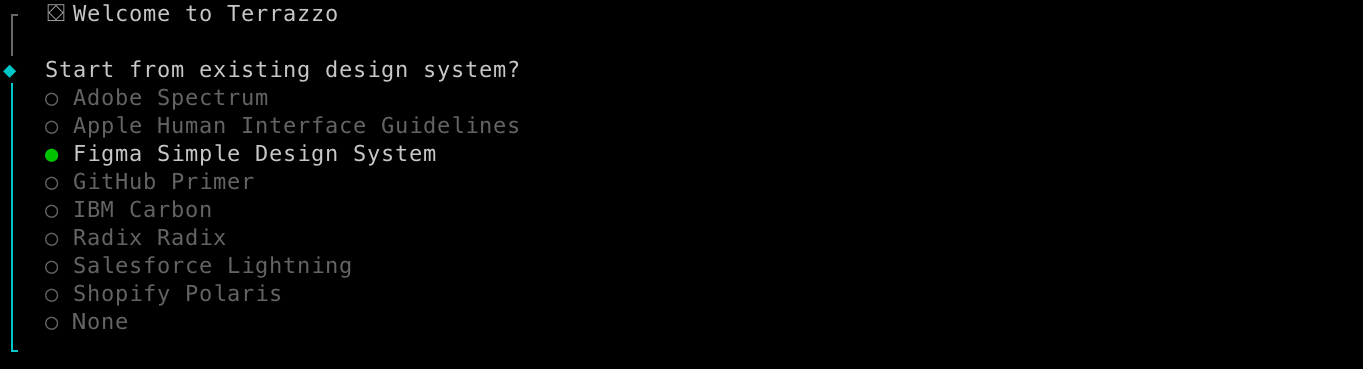 Welcome to Terrazzo
Start from existing design system?
Adobe Spectrum
Apple Human Interface Guidelines
Figma Simple Design System
GitHub Primer
IBM Carbon
Radix Radix
Salesforce Lightning
Shopify Polaris
None